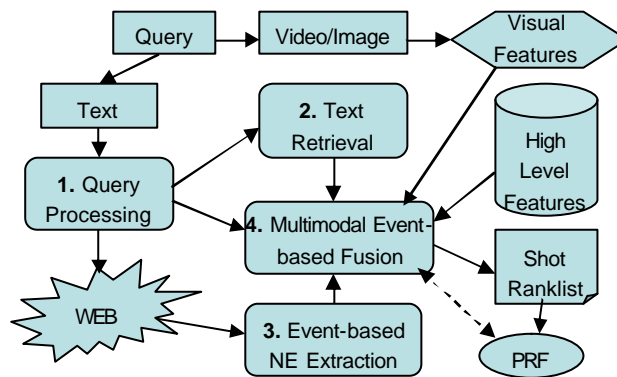 Query
Video/Image
Visual
Features
Text
2. Text
Retrieval
High
Level
Features
1. Query
Processing
4. Multimodal Event-
based Fusion
Shot
Ranklist
WEB
3. Event-based
NE Extraction
PRF